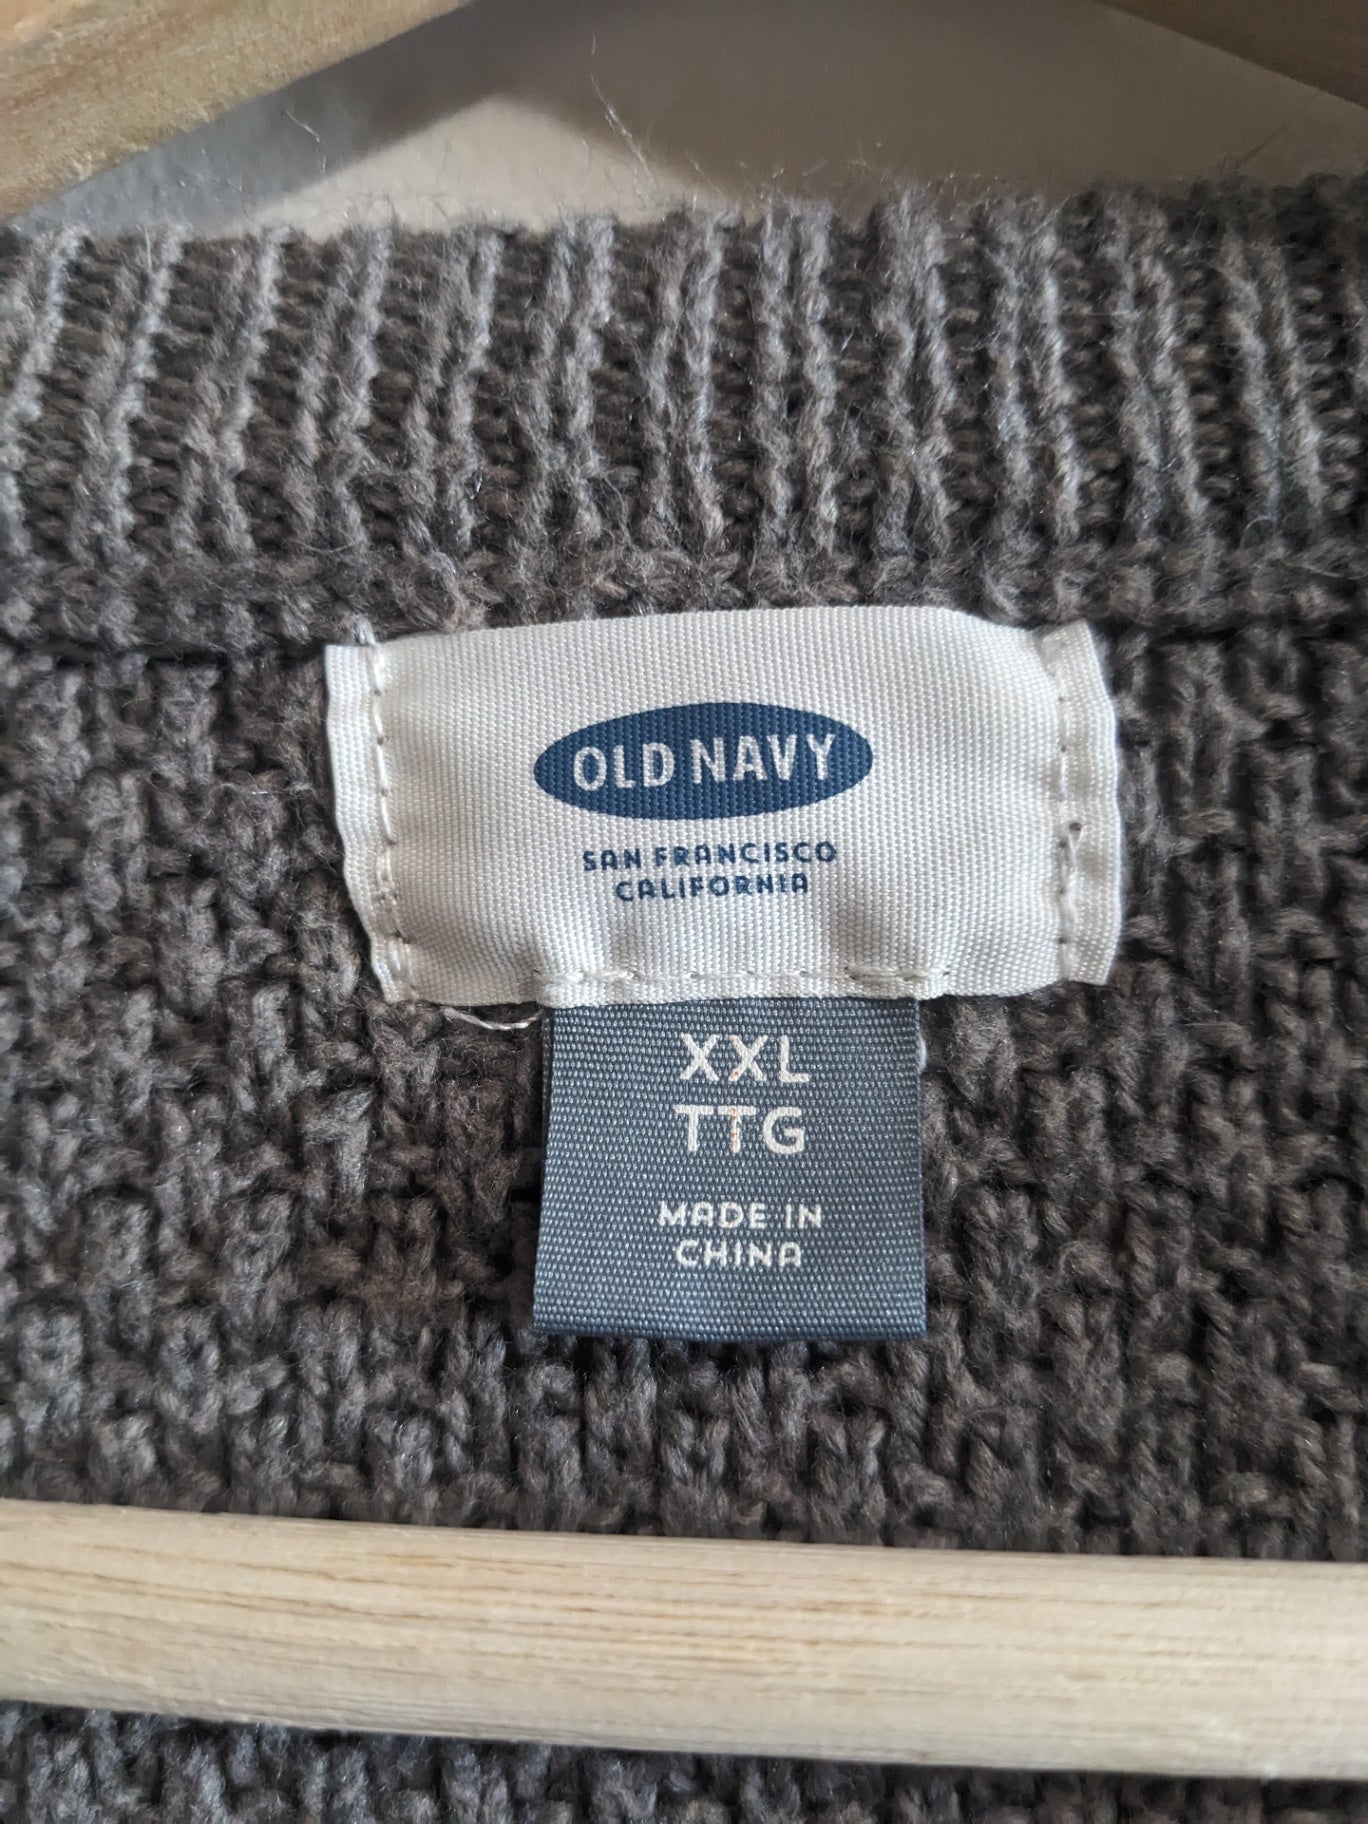 OLD NAVY
SAN FRANCISCO
CALIFORNIA
XXL
TTG
MADE IN
CHINA